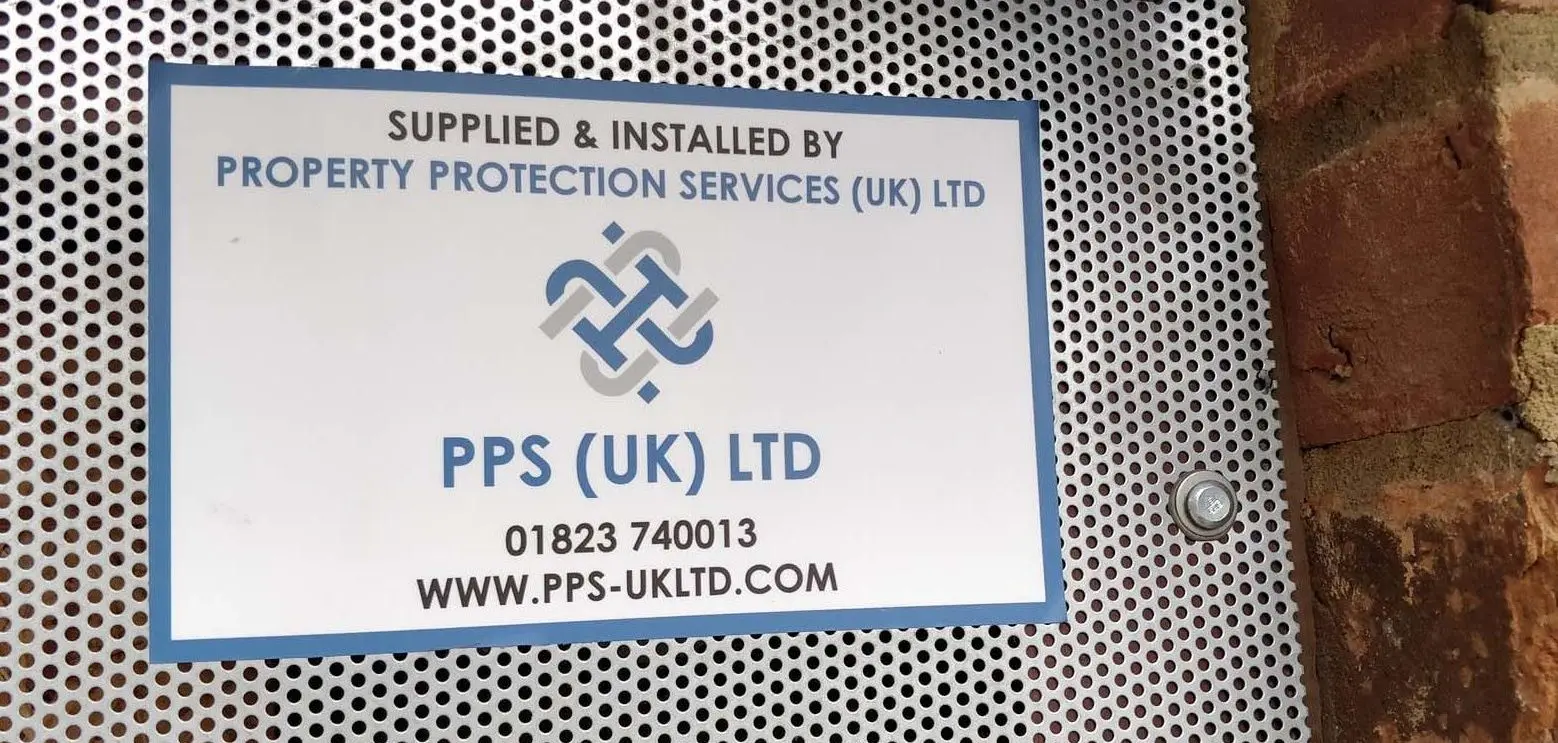 SUPPLIED & INSTALLED BY
PROPERTY PROTECTION SERVICES (UK) LTD
PPS (UK) LTD
01823 740013
WWW.PPS-UKLTD.COM